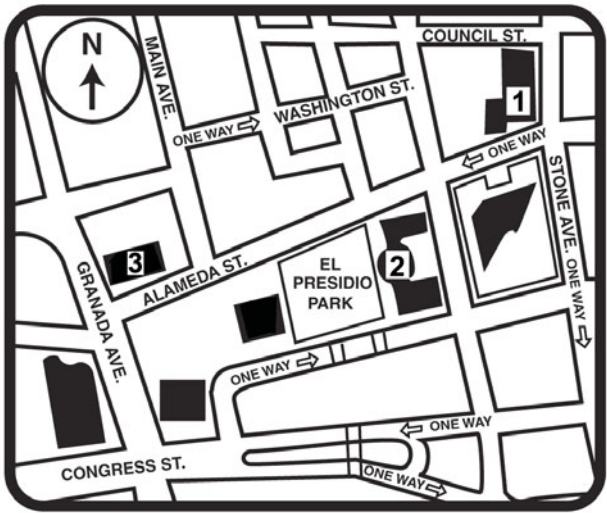 COUNCIL ST.
N
MAIN AVE.
WASHINGTON ST.
1
ONE WAY
ONE WAY
STONE AVE.
3
ALAMEDA ST.
EL
PRESIDIO
PARK
2
ONE WAY
GRANADA AVE.
ONE WAY
ONE WAY
CONGRESS ST.
ONE WAY